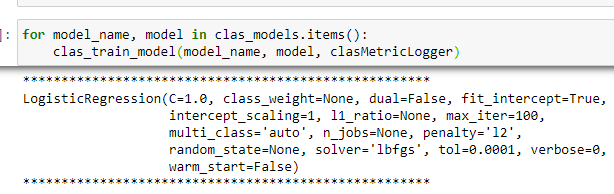 ]: for model_name, model in clas_models.items():
    clas_train_model(model_name, model, clasMetricLogger)
*****************************************************
LogisticRegression(C=1.0, class_weight=None, dual=False, fit_intercept=True,
                   intercept_scaling=1, l1_ratio=None, max_iter=100,
                   multi_class='auto', n_jobs=None, penalty='l2',
                   random_state=None, solver='lbfgs', tol=0.0001, verbose=0,
                   warm_start=False)
*****************************************************